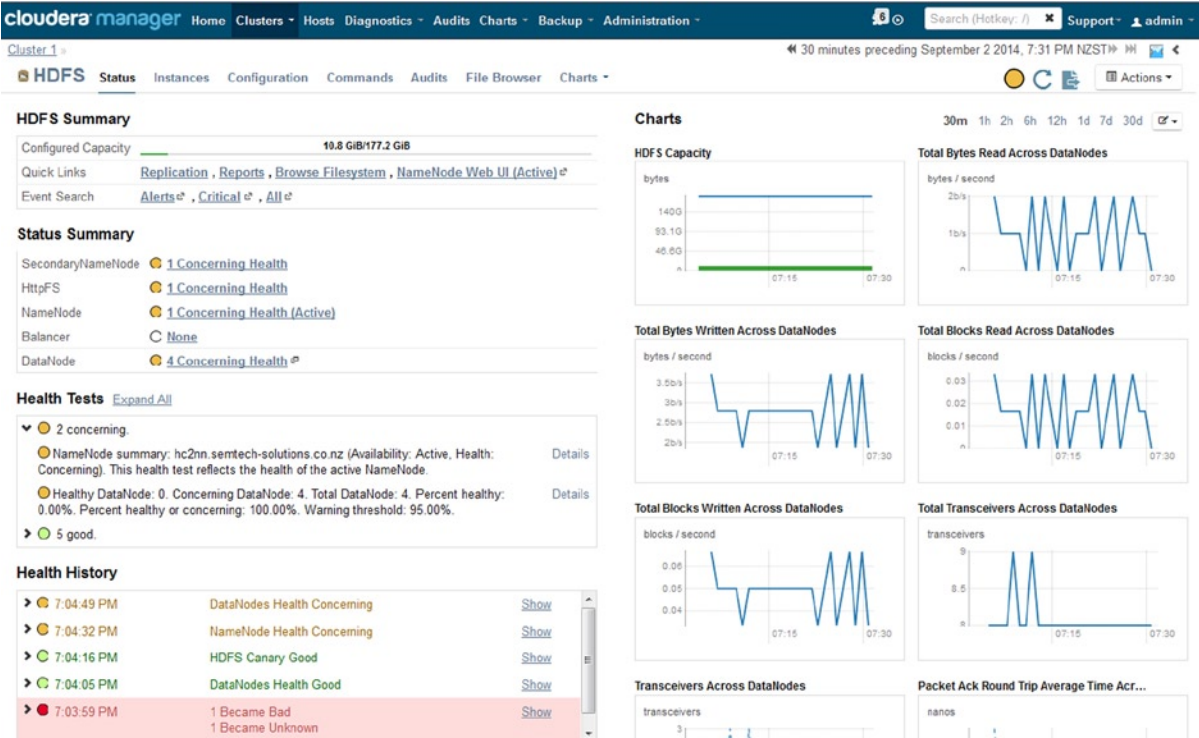 cloudera manager Home Clusters Hosts Diagnostics Audits Charts Backup Administration 6 Search (Hotkey: /) Support admin
Cluster 1 30 minutes preceding September 2 2014, 7:31 PM NZST
HDFS Status Instances Configuration Commands Audits File Browser Charts Actions
HDFS Summary
Configured Capacity 10.8 GiB/177.2 GiB
Quick Links Replication , Reports , Browse Filesystem , NameNode Web UI (Active)
Event Search Alerts , Critical , All
Status Summary
SecondaryNameNode 1 Concerning Health
HttpFS 1 Concerning Health
NameNode 1 Concerning Health (Active)
Balancer None
DataNode 4 Concerning Health
Health Tests Expand All
2 concerning.
NameNode summary: hc2nn.semtech-solutions.co.nz (Availability: Active, Health: Details
Concerning). This health test reflects the health of the active NameNode.
Healthy DataNode: 0. Concerning DataNode: 4. Total DataNode: 4. Percent healthy: Details
0.00%. Percent healthy or concerning: 100.00%. Warning threshold: 95.00%.
5 good.
Health History
7:04:49 PM DataNodes Health Concerning Show
7:04:32 PM NameNode Health Concerning Show
7:04:16 PM HDFS Canary Good Show
7:04:05 PM DataNodes Health Good Show
7:03:59 PM 1 Became Bad Show
1 Became Unknown
Charts 30m 1h 2h 6h 12h 1d 7d 30d
HDFS Capacity
bytes
140G
93.1G
46.6G
0
07:15 07:30
Total Bytes Read Across DataNodes
bytes / second
2b/s
1b/s
0
07:15 07:30
Total Bytes Written Across DataNodes
bytes / second
3.5b/s
3b/s
2.5b/s
2b/s
07:15 07:30
Total Blocks Read Across DataNodes
blocks / second
0.03
0.02
0.01
0
07:15 07:30
Total Blocks Written Across DataNodes
blocks / second
0.06
0.05
0.04
07:15 07:30
Total Transceivers Across DataNodes
transceivers
9
8.5
8
07:15 07:30
Transceivers Across DataNodes
transceivers
3
Packet Ack Round Trip Average Time Acr...
nanos